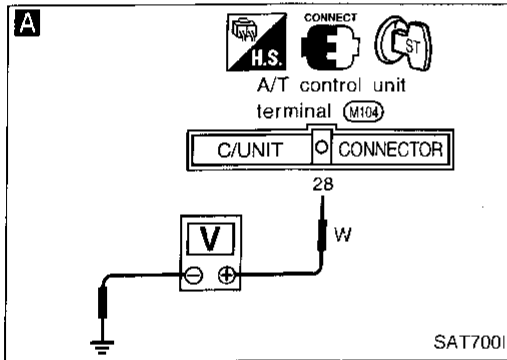 A
CONNECT
H.S.
ST
A/T control unit
terminal M104
C/UNIT CONNECTOR
28
V
W
SAT700I